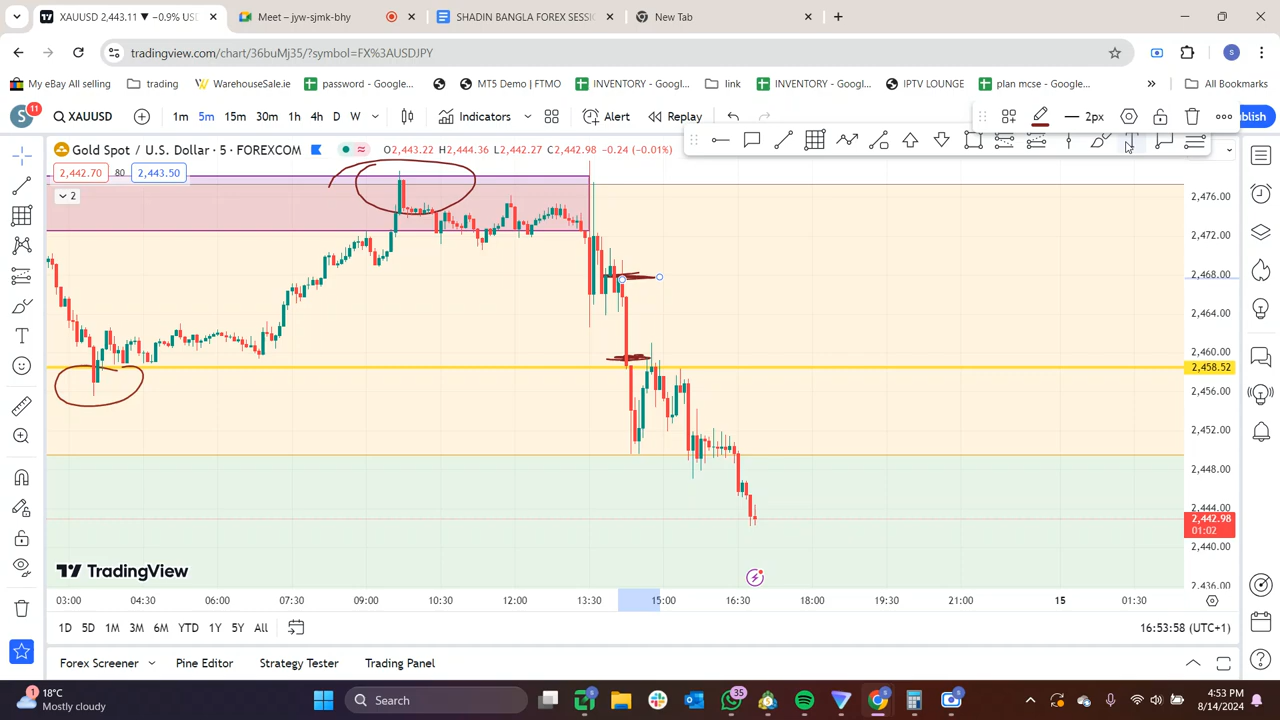 XAUUSD 2,443.11 ▼ −0.9% US
Meet – jyw-sjmk-bhy
SHADIN BANGLA FOREX SESSI
New Tab
tradingview.com/chart/36buMj35/?symbol=FX%3AUSDJPY
S
My eBay All selling
trading
WarehouseSale.ie
password - Google...
MT5 Demo | FTMO
INVENTORY - Googl...
link
INVENTORY - Googl...
IPTV LOUNGE
plan mcse - Google...
All Bookmarks
S 11
XAUUSD
1m 5m 15m 30m 1h 4h D W
Indicators
Alert
Replay
2px
blish
Gold Spot / U.S. Dollar · 5 · FOREXCOM
O2,443.22 H2,444.36 L2,442.27 C2,442.98 −0.24 (−0.01%)
2,442.70 80 2,443.50
2
2,476.00
2,472.00
2,468.00
2,464.00
2,460.00
2,458.52
2,456.00
2,452.00
2,448.00
2,444.00
2,442.98
01:02
2,440.00
2,436.00
TradingView
03:00 04:30 06:00 07:30 09:00 10:30 12:00 13:30 15:00 16:30 18:00 19:30 21:00 15 01:30
1D 5D 1M 3M 6M YTD 1Y 5Y All
16:53:58 (UTC+1)
Forex Screener
Pine Editor
Strategy Tester
Trading Panel
1
18°C
Mostly cloudy
Search
35
4:53 PM
8/14/2024